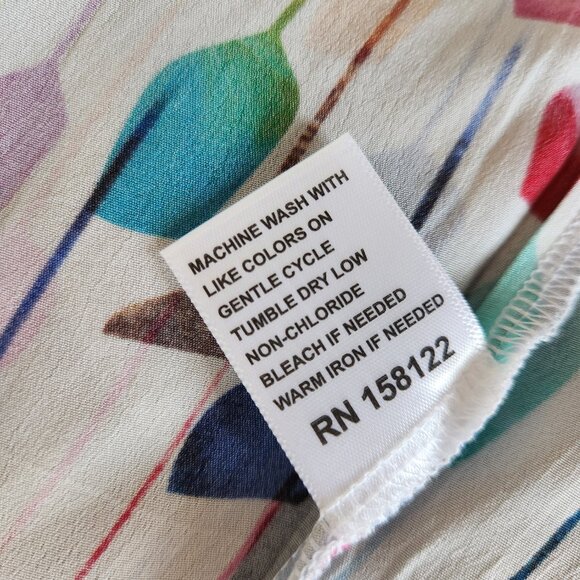 MACHINE WASH WITH
LIKE COLORS ON
GENTLE CYCLE
TUMBLE DRY LOW
NON-CHLORIDE
BLEACH IF NEEDED
WARM IRON IF NEEDED
RN 158122